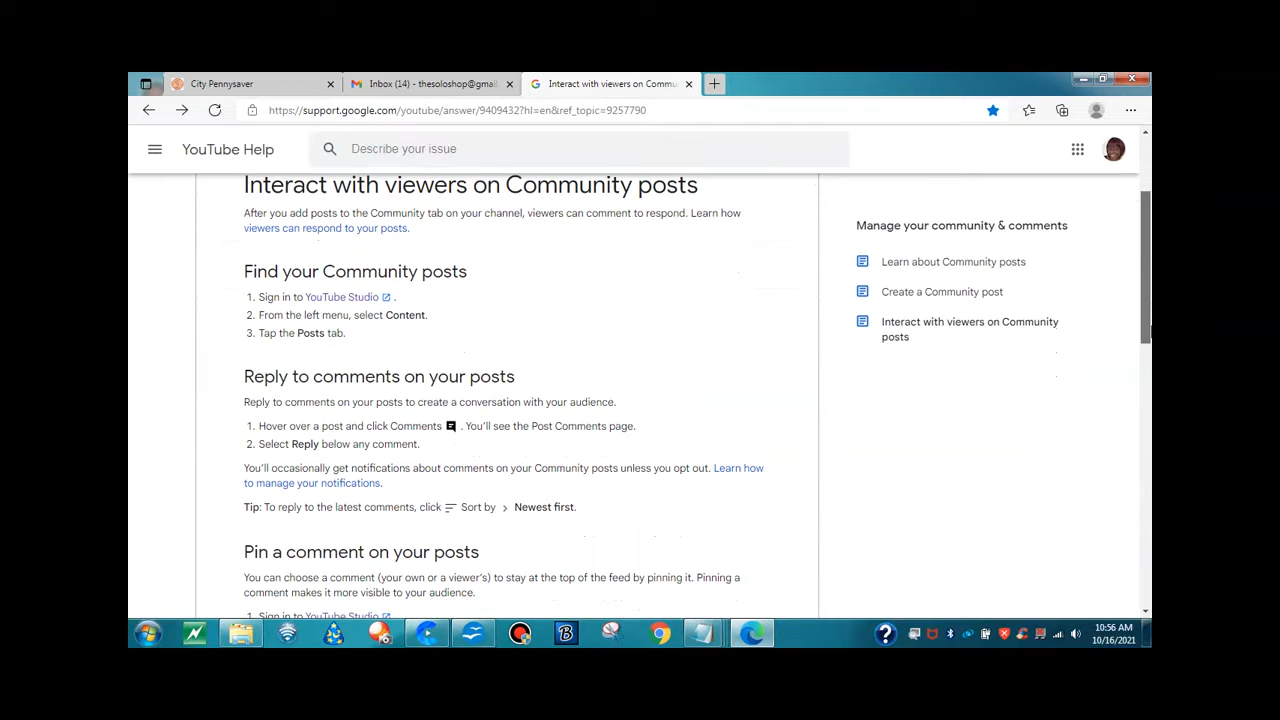 City Pennysaver
Inbox (14) - thesoloshop@gmai
Interact with viewers on Commu
https://support.google.com/youtube/answer/9409432?hl=en&ref_topic=9257790
YouTube Help
Describe your issue
Interact with viewers on Community posts
After you add posts to the Community tab on your channel, viewers can comment to respond. Learn how
viewers can respond to your posts.
Find your Community posts
1. Sign in to YouTube Studio .
2. From the left menu, select Content.
3. Tap the Posts tab.
Reply to comments on your posts
Reply to comments on your posts to create a conversation with your audience.
1. Hover over a post and click Comments . You'll see the Post Comments page.
2. Select Reply below any comment.
You'll occasionally get notifications about comments on your Community posts unless you opt out. Learn how
to manage your notifications.
Tip: To reply to the latest comments, click Sort by > Newest first.
Pin a comment on your posts
You can choose a comment (your own or a viewer's) to stay at the top of the feed by pinning it. Pinning a
comment makes it more visible to your audience.
1. Sign in to YouTube Studio
Manage your community & comments
Learn about Community posts
Create a Community post
Interact with viewers on Community
posts
10:56 AM
10/16/2021